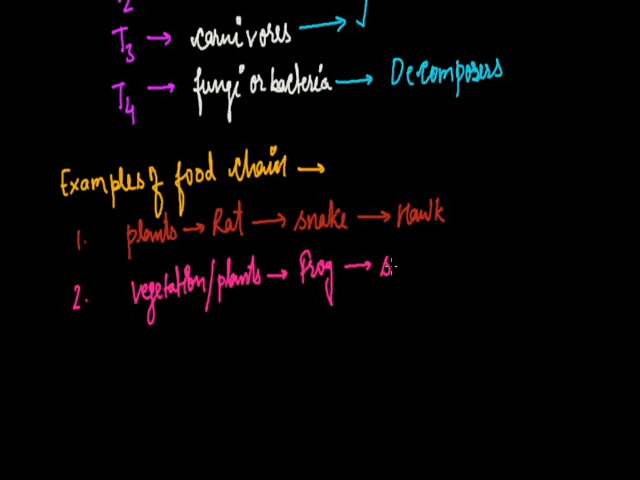 T3 → carnivores →
T4 → fungi or bacteria → Decomposers
Examples of food chain →
1. plants → Rat → snake → Hawk
2. vegetation/plants → Frog → s